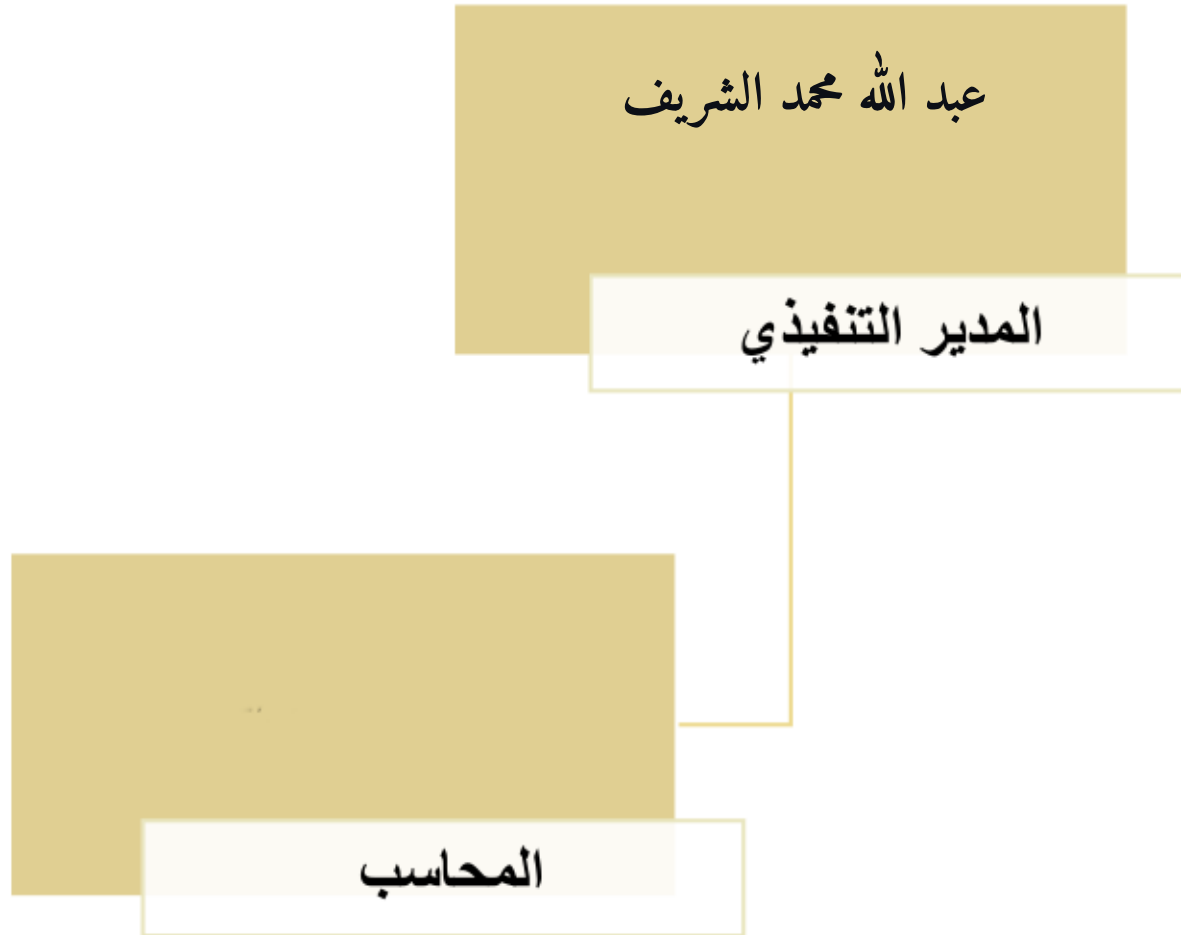 عبد الله محمد الشريف
المدير التنفيذي
المحاسب